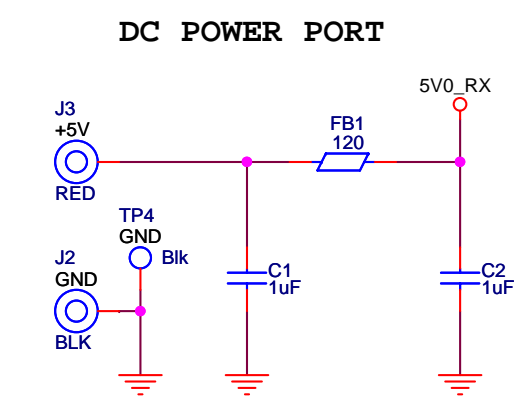 DC POWER PORT
5V0_RX
J3
+5V
RED
FB1
120
TP4
GND
Blk
J2
GND
BLK
C1
1uF
C2
1uF